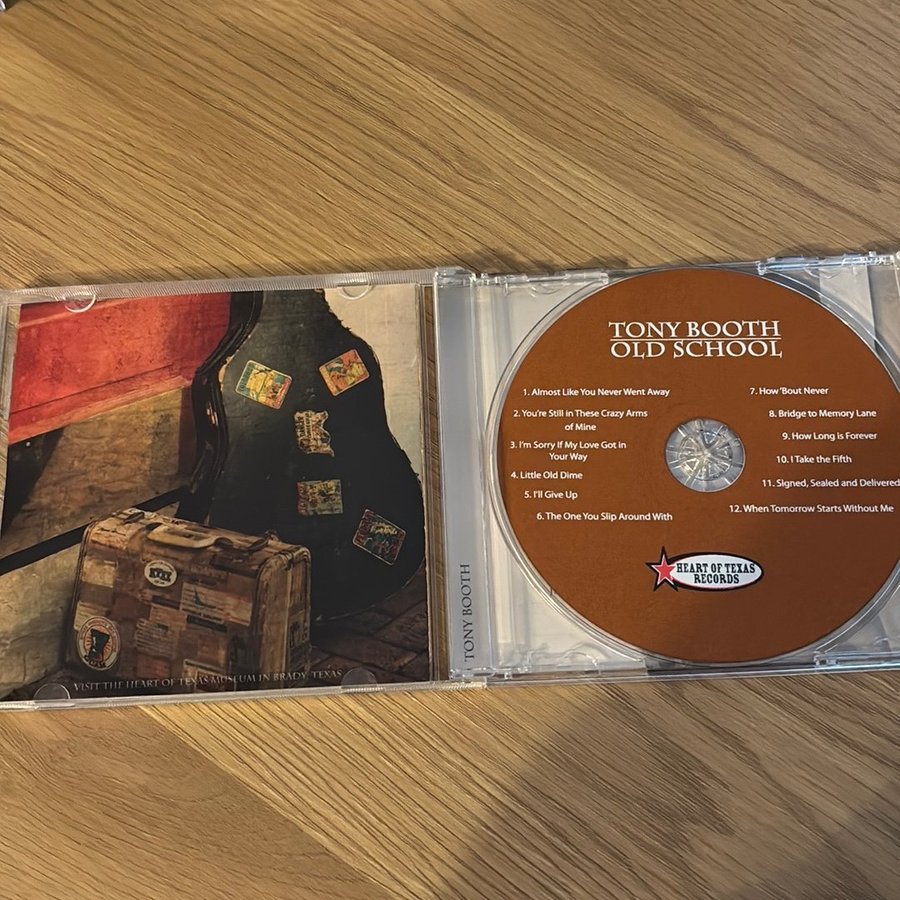 VISIT THE HEART OF TEXAS MUSEUM IN BRADY, TEXAS
TONY BOOTH
TONY BOOTH
OLD SCHOOL
1. Almost Like You Never Went Away
2. You're Still in These Crazy Arms
of Mine
3. I'm Sorry If My Love Got in
Your Way
4. Little Old Dime
5. I'll Give Up
6. The One You Slip Around With
7. How 'Bout Never
8. Bridge to Memory Lane
9. How Long is Forever
10. I Take the Fifth
11. Signed, Sealed and Delivered
12. When Tomorrow Starts Without Me
HEART OF TEXAS
RECORDS